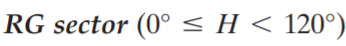 RG sector (0° ≤ H < 120°)